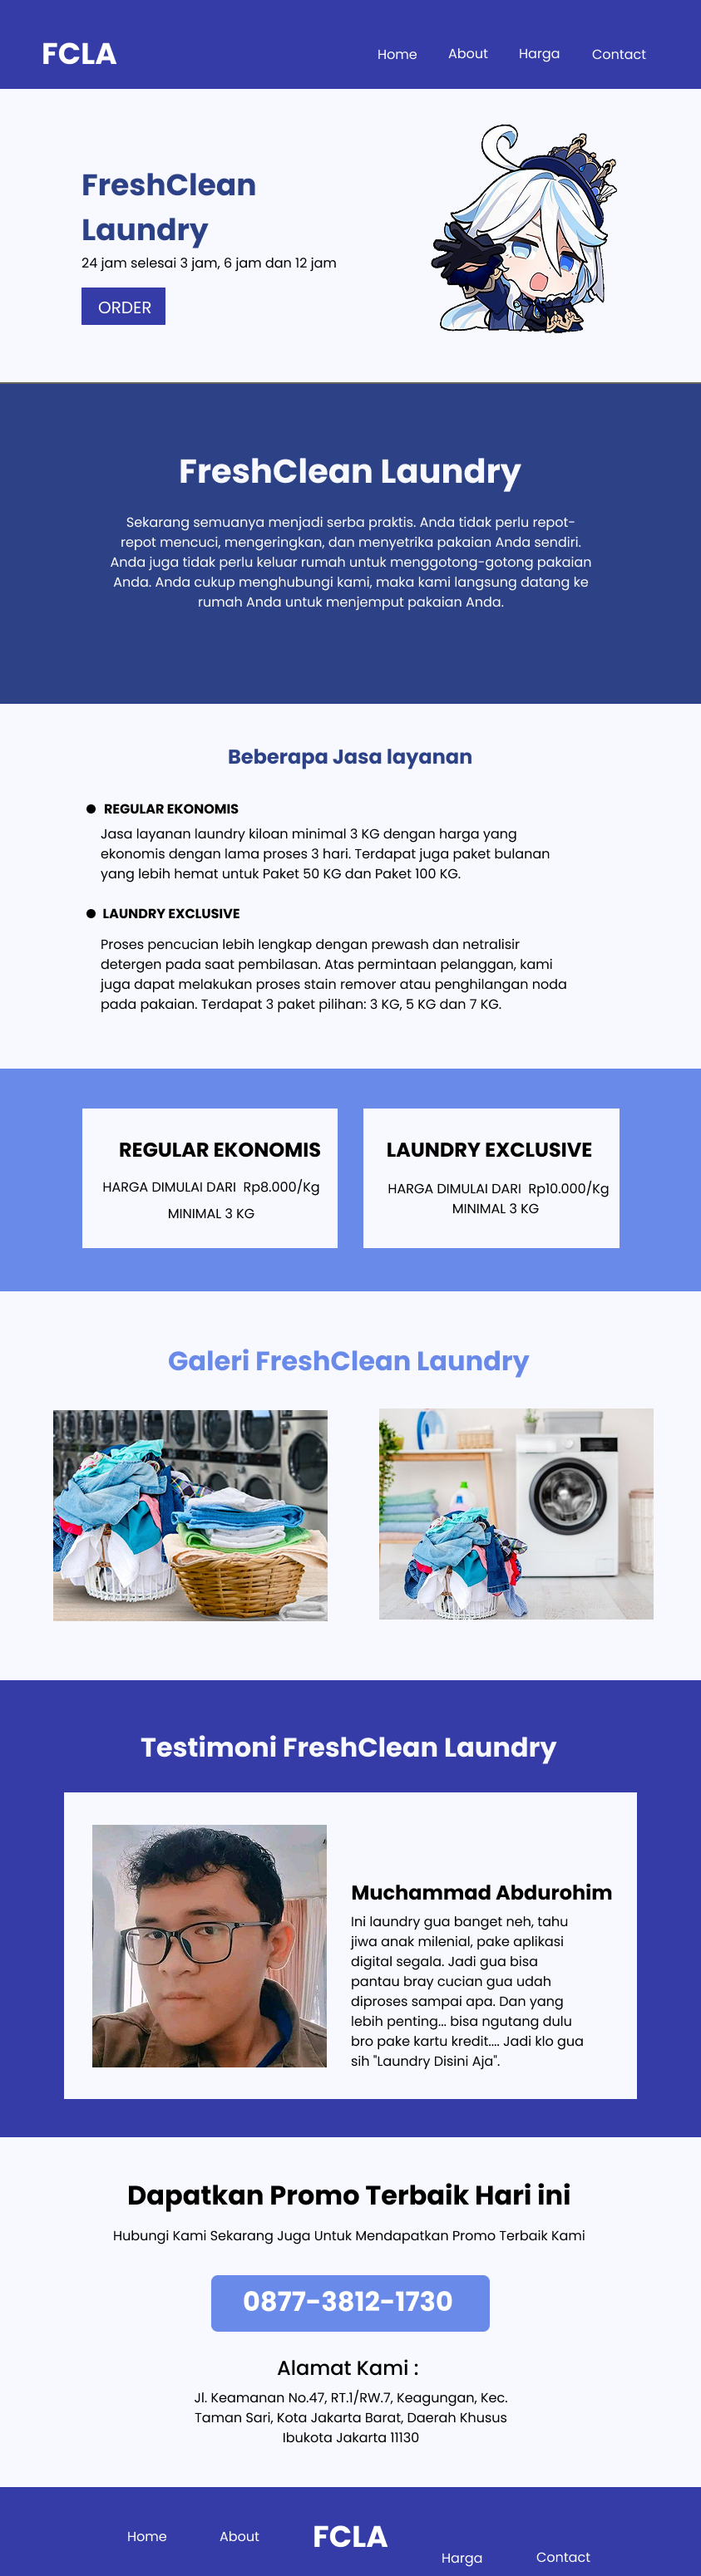 FCLA
Home About Harga Contact
FreshClean
Laundry
24 jam selesai 3 jam, 6 jam dan 12 jam
ORDER
FreshClean Laundry
Sekarang semuanya menjadi serba praktis. Anda tidak perlu repot-
repot mencuci, mengeringkan, dan menyetrika pakaian Anda sendiri.
Anda juga tidak perlu keluar rumah untuk menggotong-gotong pakaian
Anda. Anda cukup menghubungi kami, maka kami langsung datang ke
rumah Anda untuk menjemput pakaian Anda.
Beberapa Jasa layanan
● REGULAR EKONOMIS
Jasa layanan laundry kiloan minimal 3 KG dengan harga yang
ekonomis dengan lama proses 3 hari. Terdapat juga paket bulanan
yang lebih hemat untuk Paket 50 KG dan Paket 100 KG.
● LAUNDRY EXCLUSIVE
Proses pencucian lebih lengkap dengan prewash dan netralisir
detergen pada saat pembilasan. Atas permintaan pelanggan, kami
juga dapat melakukan proses stain remover atau penghilangan noda
pada pakaian. Terdapat 3 paket pilihan: 3 KG, 5 KG dan 7 KG.
REGULAR EKONOMIS
HARGA DIMULAI DARI Rp8.000/Kg
MINIMAL 3 KG
LAUNDRY EXCLUSIVE
HARGA DIMULAI DARI Rp10.000/Kg
MINIMAL 3 KG
Galeri FreshClean Laundry
Testimoni FreshClean Laundry
Muchammad Abdurohim
Ini laundry gua banget neh, tahu
jiwa anak milenial, pake aplikasi
digital segala. Jadi gua bisa
pantau bray cucian gua udah
diproses sampai apa. Dan yang
lebih penting... bisa ngutang dulu
bro pake kartu kredit.... Jadi klo gua
sih "Laundry Disini Aja".
Dapatkan Promo Terbaik Hari ini
Hubungi Kami Sekarang Juga Untuk Mendapatkan Promo Terbaik Kami
0877-3812-1730
Alamat Kami :
Jl. Keamanan No.47, RT.1/RW.7, Keagungan, Kec.
Taman Sari, Kota Jakarta Barat, Daerah Khusus
Ibukota Jakarta 11130
Home About FCLA Harga Contact